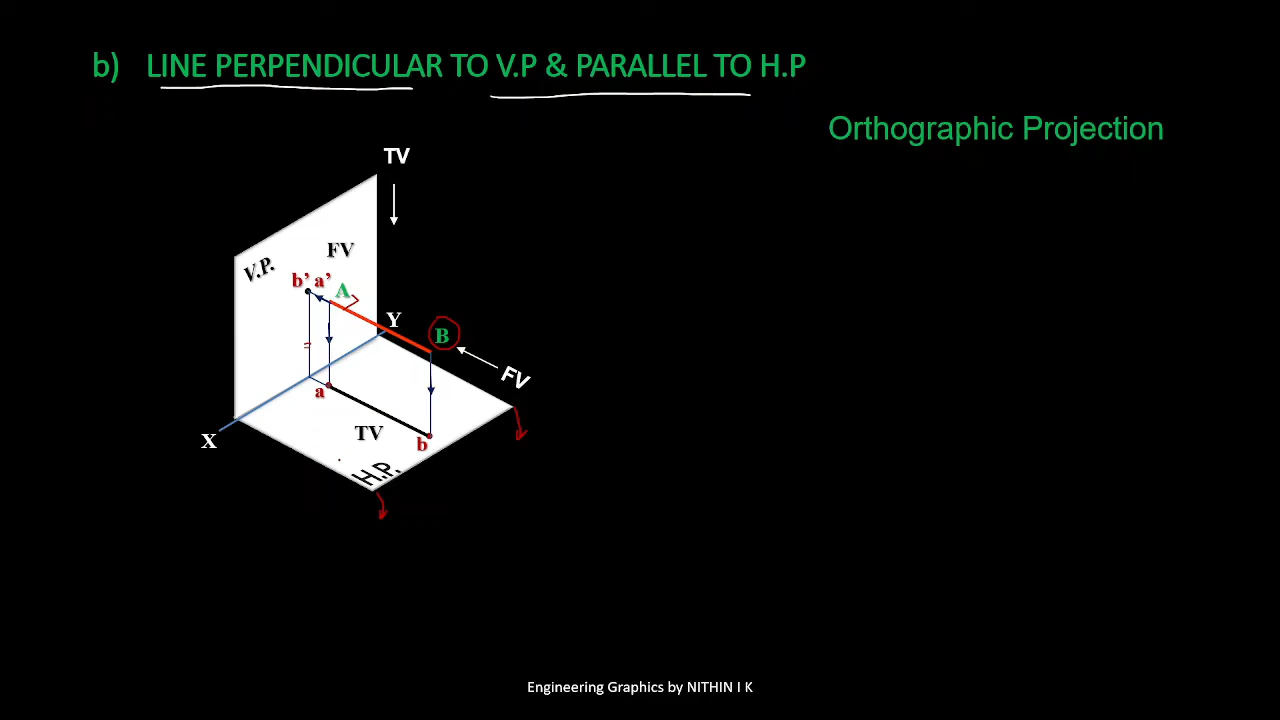 b) LINE PERPENDICULAR TO V.P & PARALLEL TO H.P
Orthographic Projection
TV
FV
V.P.
b’ a’ A
Y
B
FV
a
TV
b
X
H.P.
Engineering Graphics by NITHIN I K